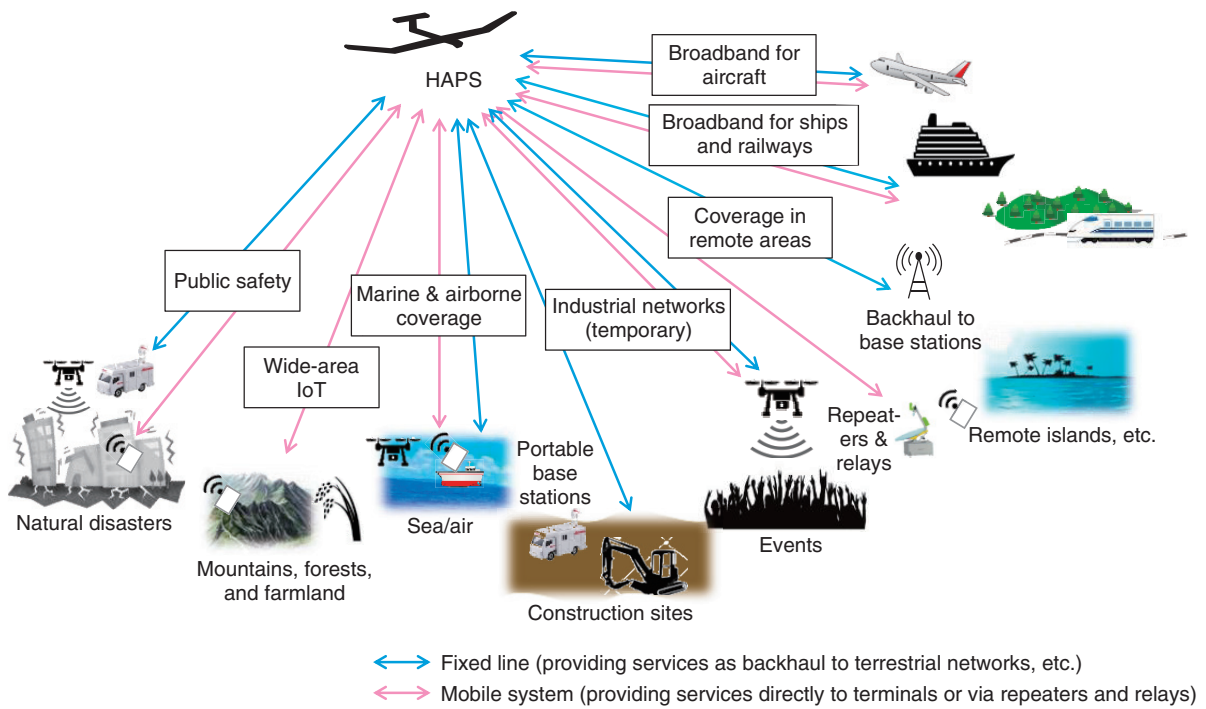 HAPS
Broadband for
aircraft
Broadband for ships
and railways
Coverage in
remote areas
Public safety
Marine & airborne
coverage
Industrial networks
(temporary)
Wide-area
IoT
Backhaul to
base stations
Repeat-
ers &
relays
Remote islands, etc.
Portable
base
stations
Natural disasters
Sea/air
Events
Mountains, forests,
and farmland
Construction sites
Fixed line (providing services as backhaul to terrestrial networks, etc.)
Mobile system (providing services directly to terminals or via repeaters and relays)